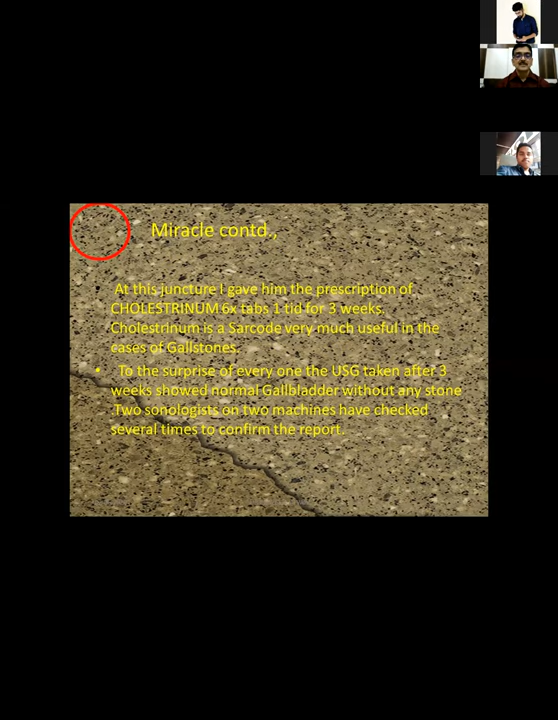 Miracle contd.,
• At this juncture I gave him the prescription of
CHOLESTRINUM 6x tabs 1 tid for 3 weeks.
Cholestrinum is a Sarcode very much useful in the
cases of Gallstones.
• To the surprise of every one the USG taken after 3
weeks showed normal Gallbladder without any stone
.Two sonologists on two machines have checked
several times to confirm the report.